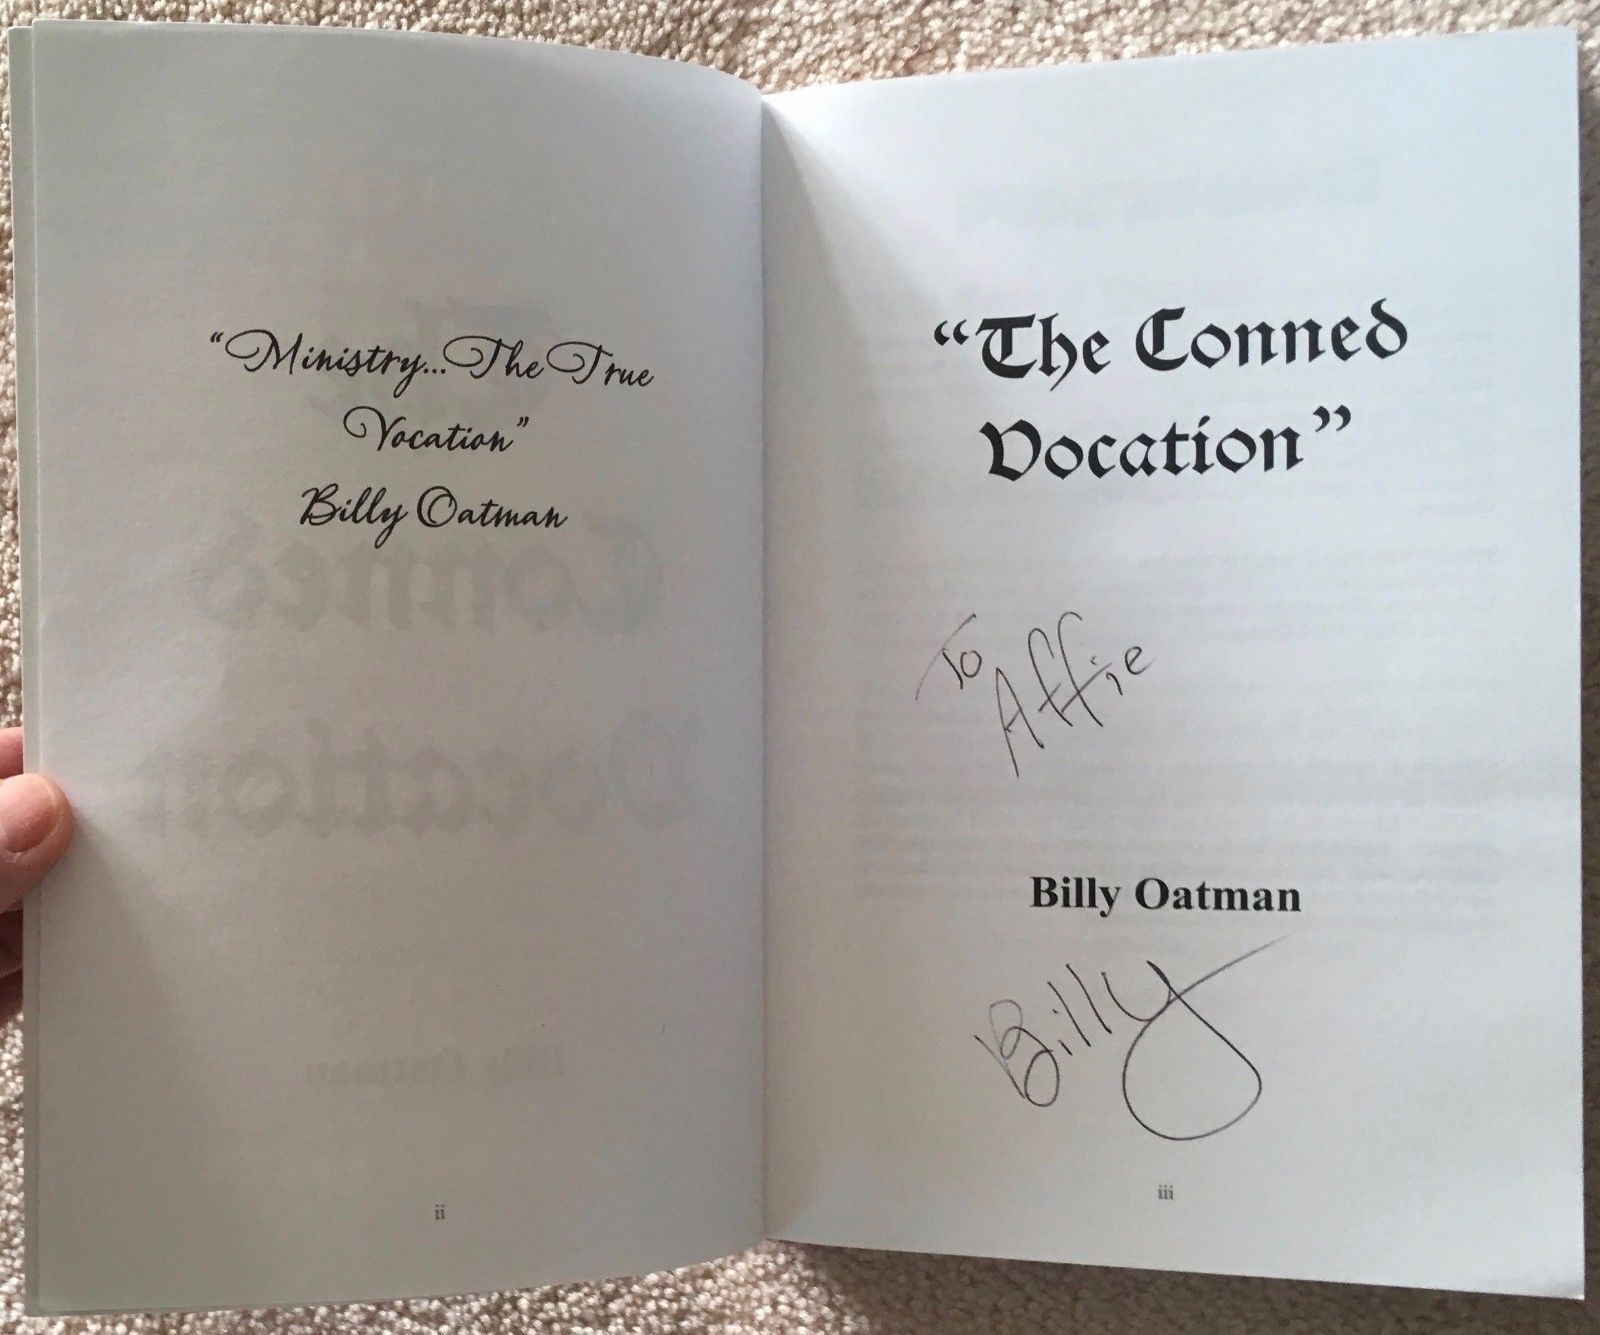 “Ministry...The True
Vocation”
Billy Oatman
ii
“The Conned
Vocation”
To
Affie
Billy Oatman
Billy
iii